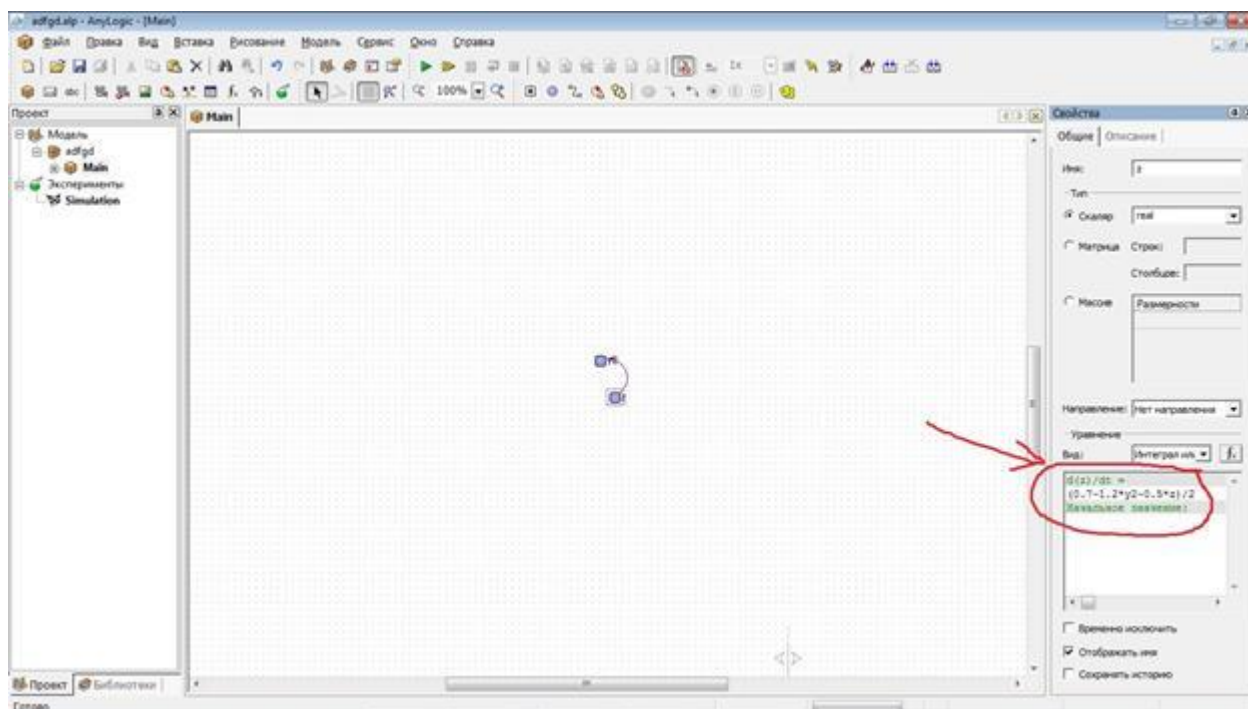 adfgd.alp - AnyLogic - [Main]
Файл Правка Вид Вставка Рисование Модель Сервис Окно Справка
100%
Проект
Main
Свойства
Модель
adfgd
Main
Эксперименты
Simulation
Общие Описание
Имя: z
Тип
Скаляр real
Матрица Строк:
Столбцов:
Массив Размерности
Направление: Нет направления
Уравнение
Вид: Интеграл или
d(z)/dt =
(0.7-1.2*y2-0.5*z)/2
Начальное значение:
Временно исключить
Отображать имя
Сохранять историю
Проект Библиотеки
Готово